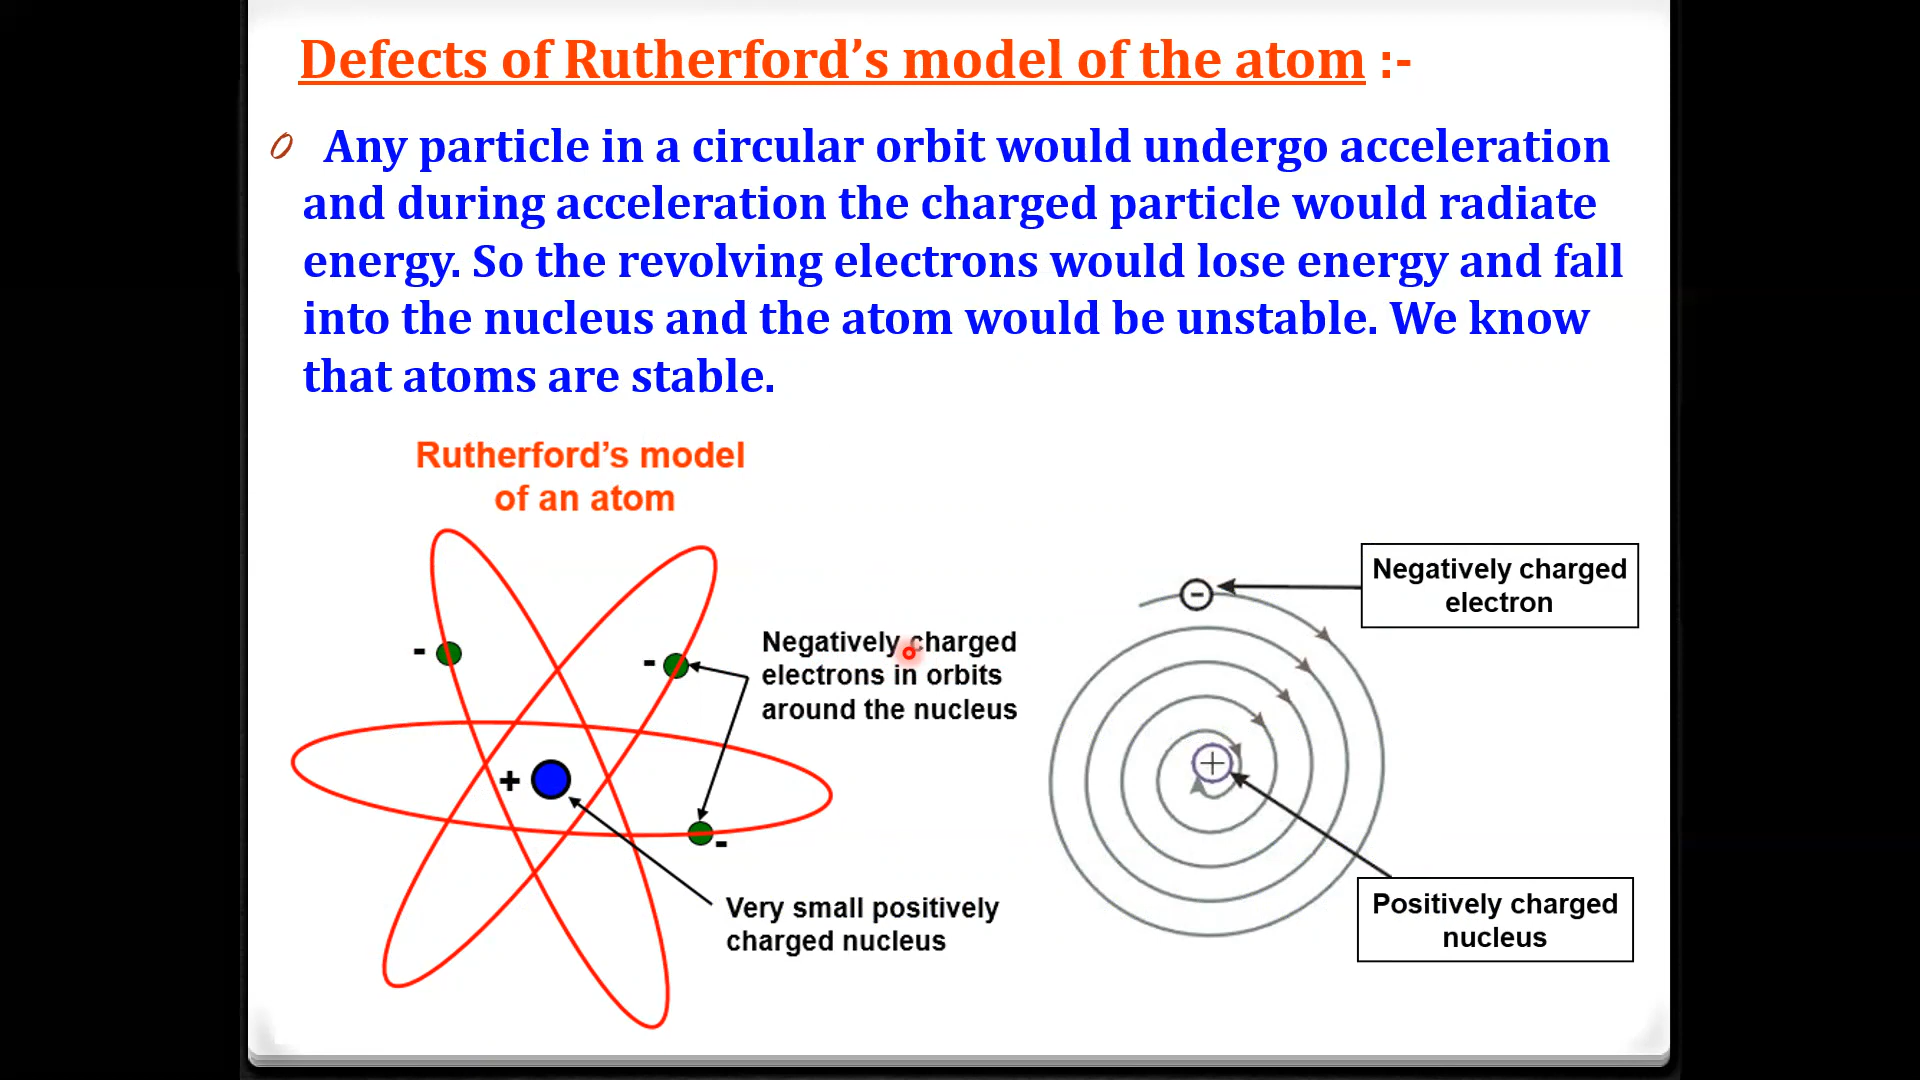 Defects of Rutherford’s model of the atom :-
Any particle in a circular orbit would undergo acceleration
and during acceleration the charged particle would radiate
energy. So the revolving electrons would lose energy and fall
into the nucleus and the atom would be unstable. We know
that atoms are stable.
Rutherford’s model
of an atom
-
-
Negatively charged
electrons in orbits
around the nucleus
+
-
Very small positively
charged nucleus
Negatively charged
electron
-
+
Positively charged
nucleus